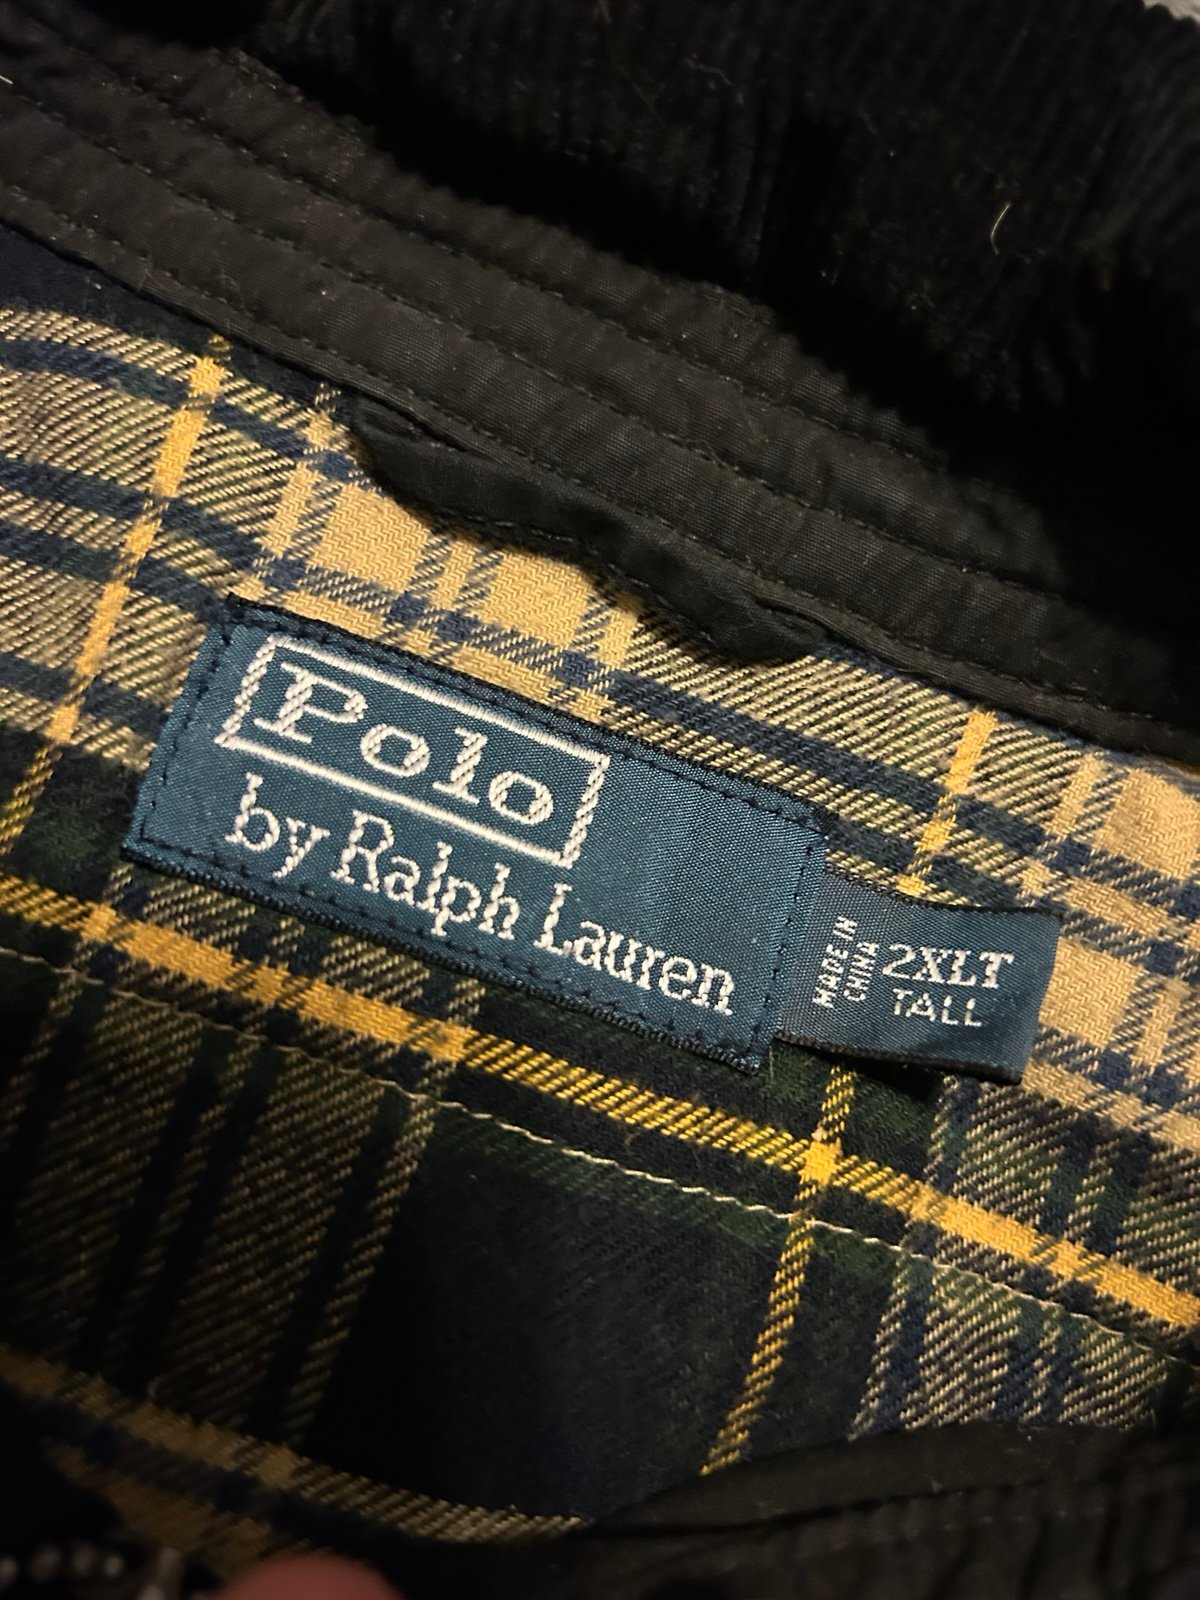 Polo
by Ralph Lauren
MADE IN
CHINA
2XLT
TALL